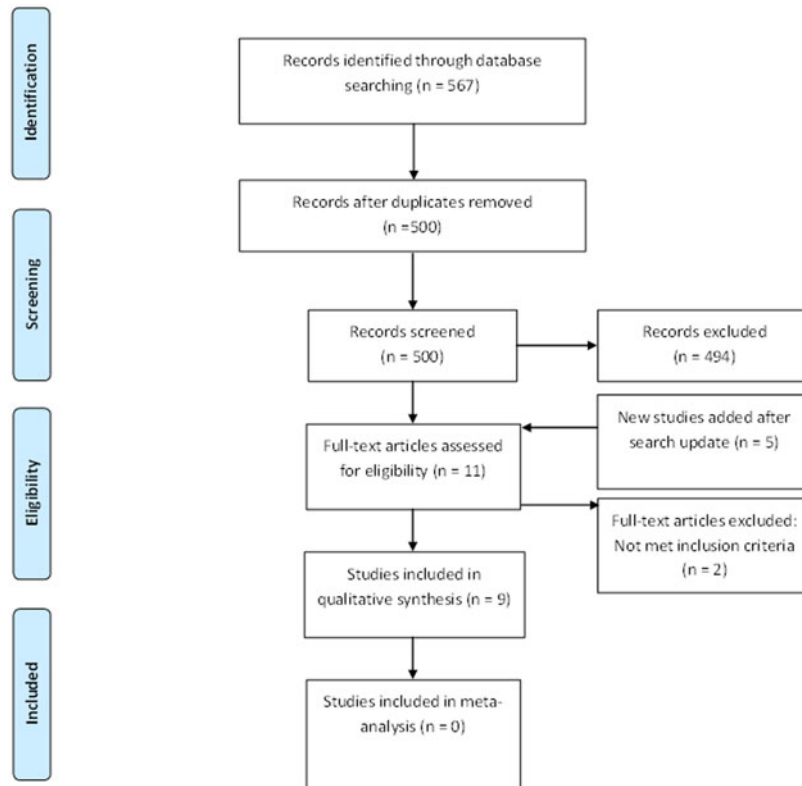 Identification
Records identified through database
searching (n = 567)
Records after duplicates removed
(n =500)
Screening
Records screened
(n = 500)
Records excluded
(n = 494)
New studies added after
search update (n = 5)
Eligibility
Full-text articles assessed
for eligibility (n = 11)
Full-text articles excluded:
Not met inclusion criteria
(n = 2)
Studies included in
qualitative synthesis (n = 9)
Included
Studies included in meta-
analysis (n = 0)